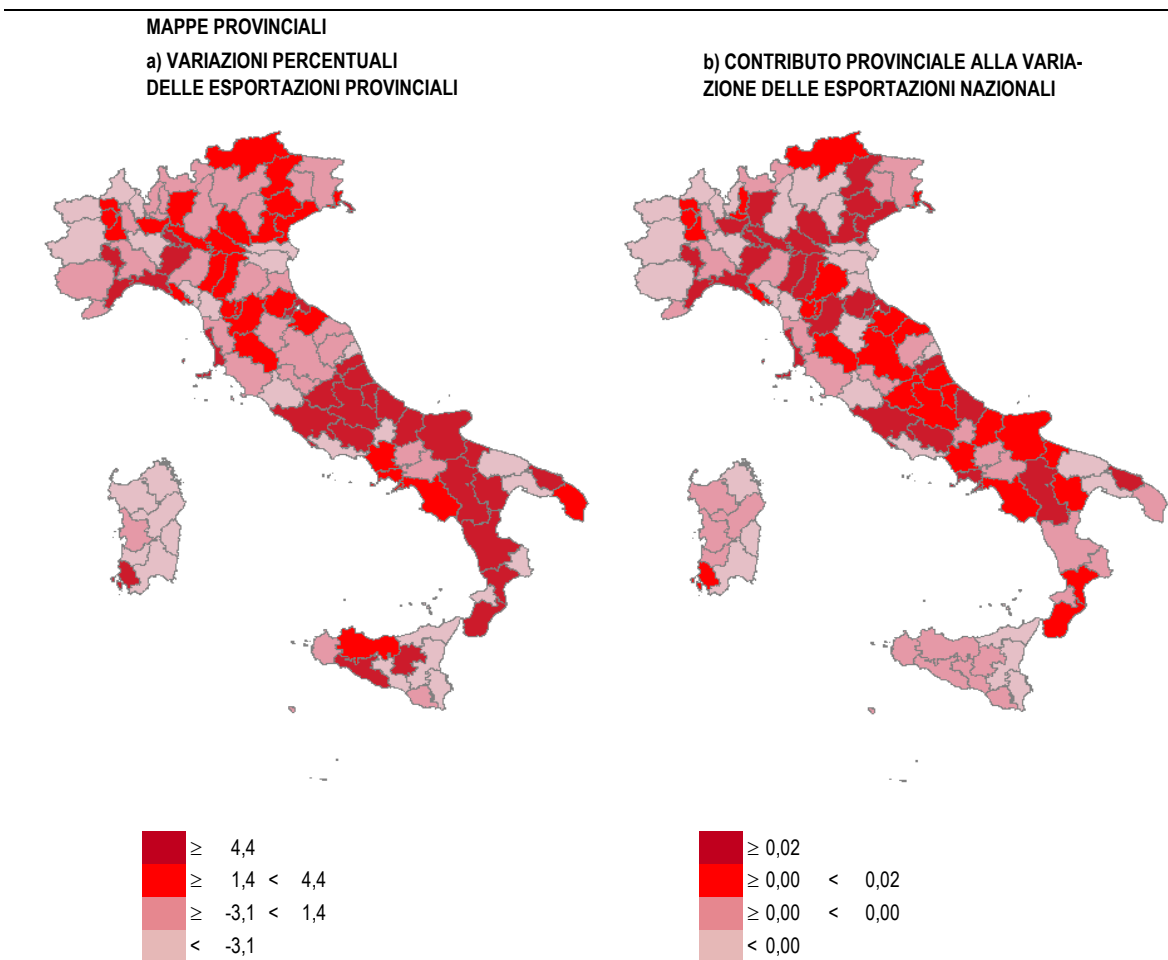 MAPPE PROVINCIALI
a) VARIAZIONI PERCENTUALI
DELLE ESPORTAZIONI PROVINCIALI
b) CONTRIBUTO PROVINCIALE ALLA VARIA-
ZIONE DELLE ESPORTAZIONI NAZIONALI
≥ 4,4
≥ 1,4 < 4,4
≥ -3,1 < 1,4
< -3,1
≥ 0,02
≥ 0,00 < 0,02
≥ 0,00 < 0,00
< 0,00